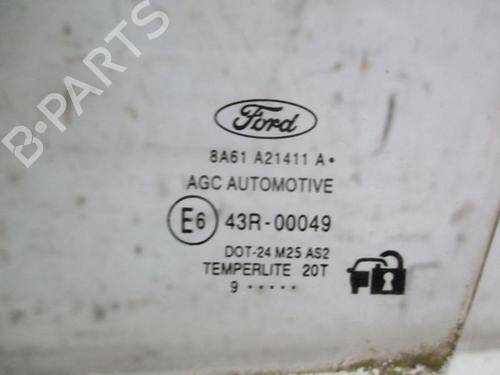 B-PARTS
Ford
8A61 A21411 A•
AGC AUTOMOTIVE
E6 43R-00049
DOT-24 M25 AS2
TEMPERLITE 20T
9 •••••